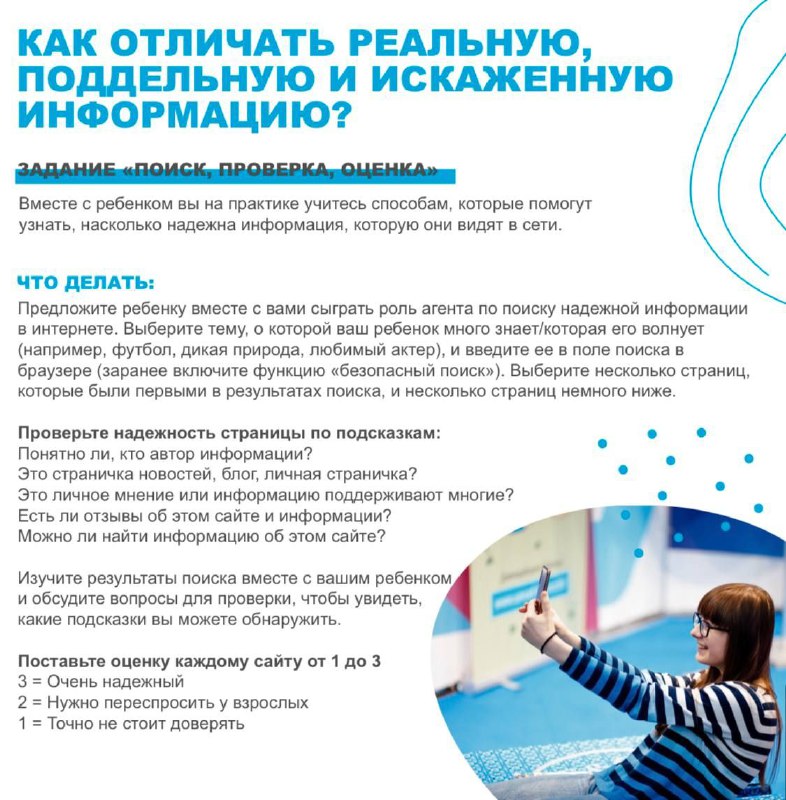 КАК ОТЛИЧАТЬ РЕАЛЬНУЮ,
ПОДДЕЛЬНУЮ И ИСКАЖЕННУЮ
ИНФОРМАЦИЮ?
ЗАДАНИЕ «ПОИСК, ПРОВЕРКА, ОЦЕНКА»
Вместе с ребенком вы на практике учитесь способам, которые помогут
узнать, насколько надежна информация, которую они видят в сети.
ЧТО ДЕЛАТЬ:
Предложите ребенку вместе с вами сыграть роль агента по поиску надежной информации
в интернете. Выберите тему, о которой ваш ребенок много знает/которая его волнует
(например, футбол, дикая природа, любимый актер), и введите ее в поле поиска в
браузере (заранее включите функцию «безопасный поиск»). Выберите несколько страниц,
которые были первыми в результатах поиска, и несколько страниц немного ниже.
Проверьте надежность страницы по подсказкам:
Понятно ли, кто автор информации?
Это страничка новостей, блог, личная страничка?
Это личное мнение или информацию поддерживают многие?
Есть ли отзывы об этом сайте и информации?
Можно ли найти информацию об этом сайте?
Изучите результаты поиска вместе с вашим ребенком
и обсудите вопросы для проверки, чтобы увидеть,
какие подсказки вы можете обнаружить.
Поставьте оценку каждому сайту от 1 до 3
3 = Очень надежный
2 = Нужно переспросить у взрослых
1 = Точно не стоит доверять